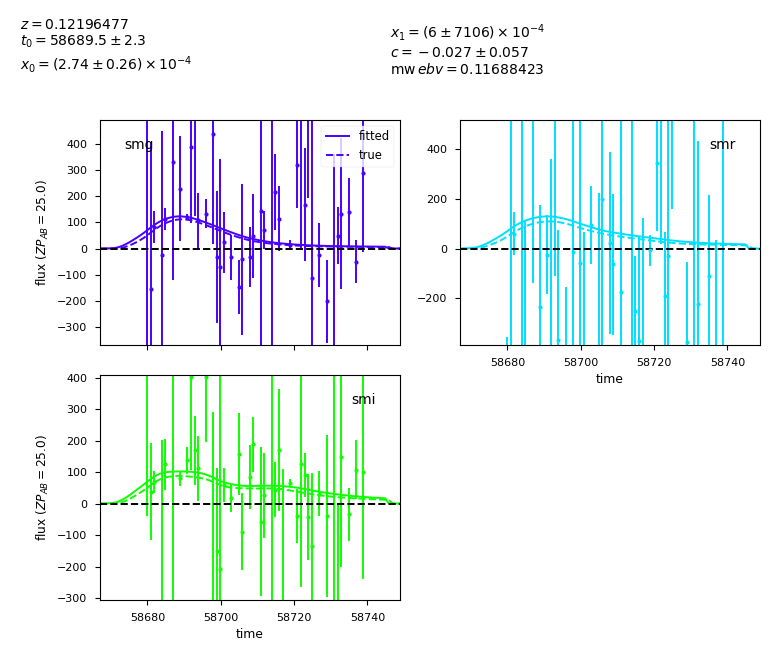 z = 0.12196477
t₀ = 58689.5 ± 2.3
x₀ = (2.74 ± 0.26) × 10⁻⁴
x₁ = (6 ± 7106) × 10⁻⁴
c = −0.027 ± 0.057
mw ebv = 0.11688423
smg
fitted
true
400
300
200
100
0
−100
−200
−300
flux (ZP_AB = 25.0)
smr
400
200
0
−200
58680 58700 58720 58740
time
smi
400
300
200
100
0
−100
−200
−300
flux (ZP_AB = 25.0)
58680 58700 58720 58740
time